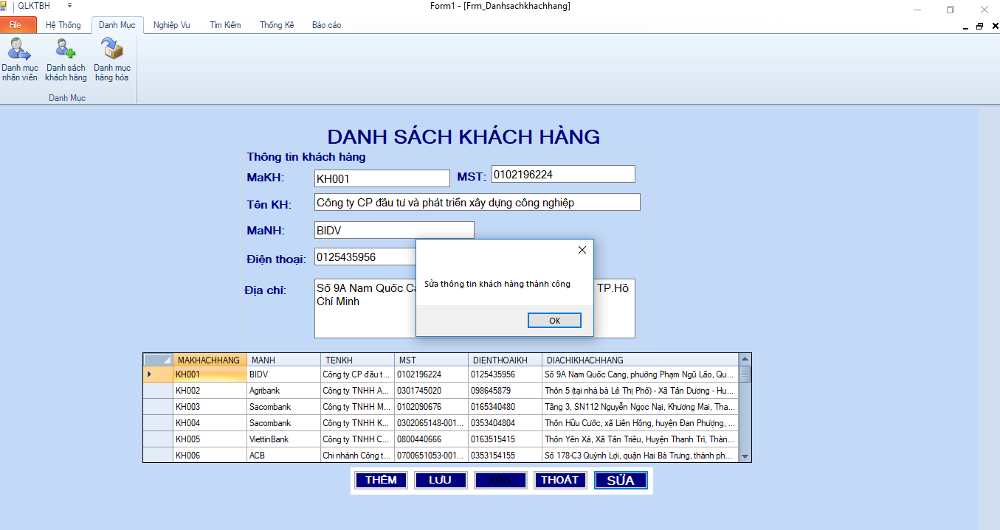 QLKTBH
Form1 - [Frm_Danhsachkhachhang]
File Hệ Thống Danh Mục Nghiệp Vụ Tìm Kiếm Thống Kê Báo cáo
Danh mục nhân viên
Danh sách khách hàng
Danh mục hàng hóa
Danh Mục
DANH SÁCH KHÁCH HÀNG
Thông tin khách hàng
MaKH: KH001 MST: 0102196224
Tên KH: Công ty CP đầu tư và phát triển xây dựng công nghiệp
MaNH: BIDV
Điện thoại: 0125435956
Địa chỉ: Số 9A Nam Quốc Ca TP.Hồ
Chí Minh
Sửa thông tin khách hàng thành công
OK
MAKHACHHANG MANH TENKH MST DIENTHOAIKH DIACHIKHACHHANG
KH001 BIDV Công ty CP đầu t... 0102196224 0125435956 Số 9A Nam Quốc Cang, phường Phạm Ngũ Lão, Qu...
KH002 Agribank Công ty TNHH A... 0301745020 098645879 Thôn 5 (tại nhà bà Lê Thị Phố) - Xã Tân Dương - Hu...
KH003 Sacombank Công ty TNHH M... 0102090676 0165340480 Tầng 3, SN112 Nguyễn Ngọc Nại, Khương Mai, Tha...
KH004 Sacombank Công ty TNHH K... 0302065148-001... 0353404804 Thôn Hữu Cước, xã Liên Hồng, huyện Đan Phượng, ...
KH005 ViettinBank Công ty TNHH C... 0800440666 0163515415 Thôn Yên Xá, Xã Tân Triều, Huyện Thanh Trì, Thàn...
KH006 ACB Chi nhánh Công t... 0700651053-001... 0353154155 Số 178-C3 Quỳnh Lợi, quận Hai Bà Trưng, thành ph...
THÊM LƯU XÓA THOÁT SỬA